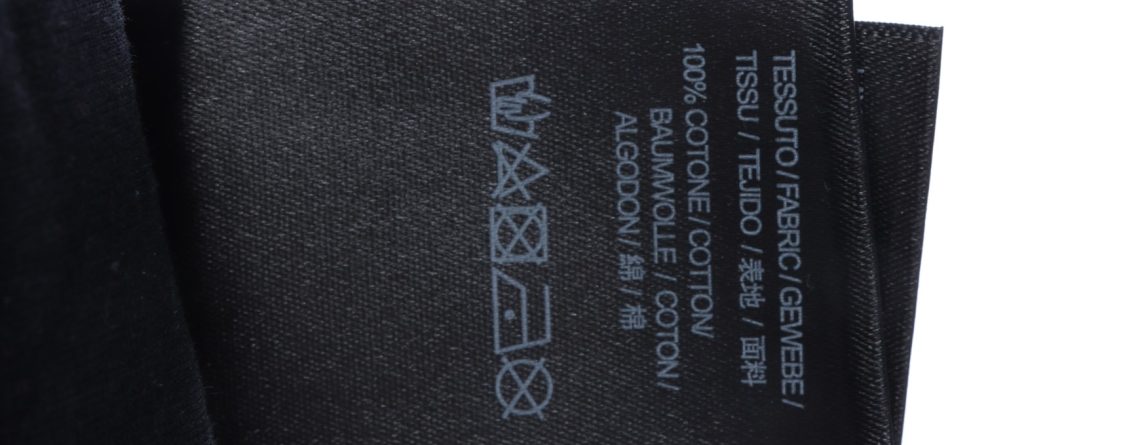 TESSUTO / FABRIC / GEWEBE /
TISSU / TEJIDO / 表地 / 面料
100% COTONE / COTTON/
BAUMWOLLE / COTON /
ALGODON / 綿 / 棉